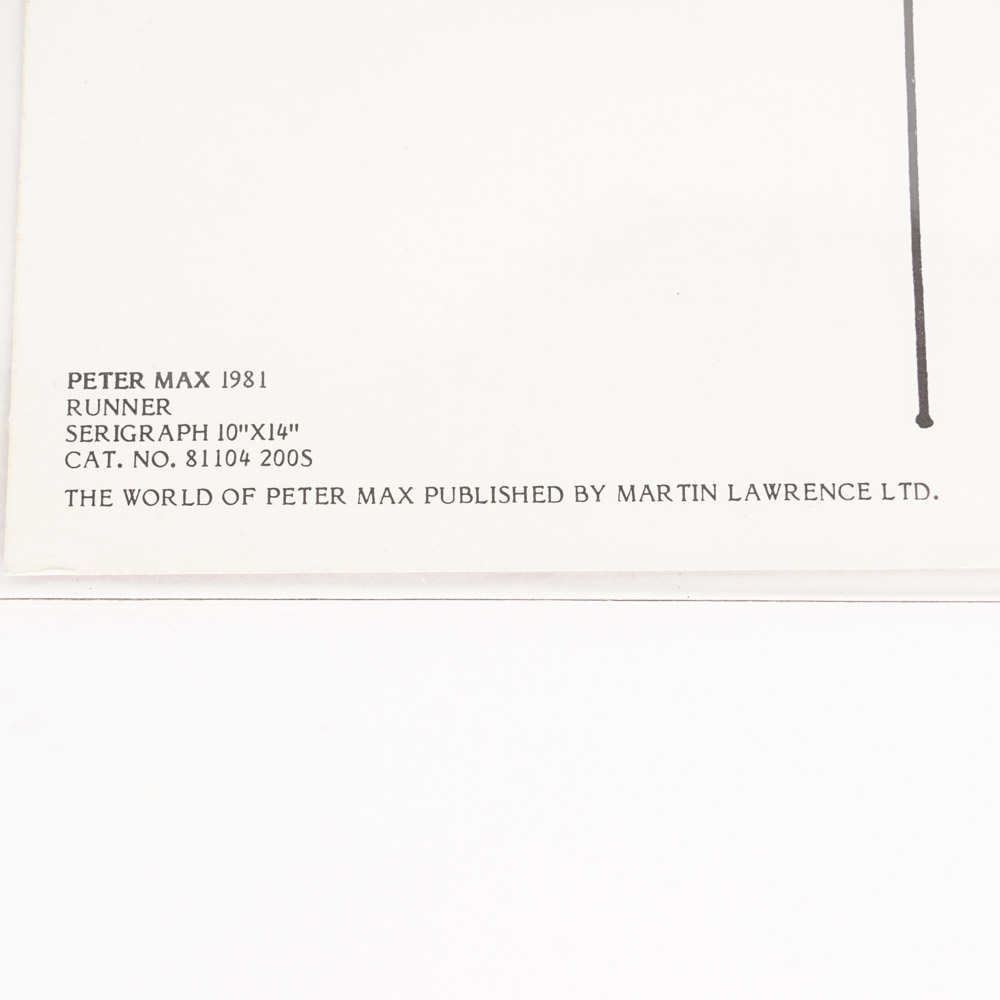 PETER MAX 1981
RUNNER
SERIGRAPH 10"X14"
CAT. NO. 81104 200S
THE WORLD OF PETER MAX PUBLISHED BY MARTIN LAWRENCE LTD.